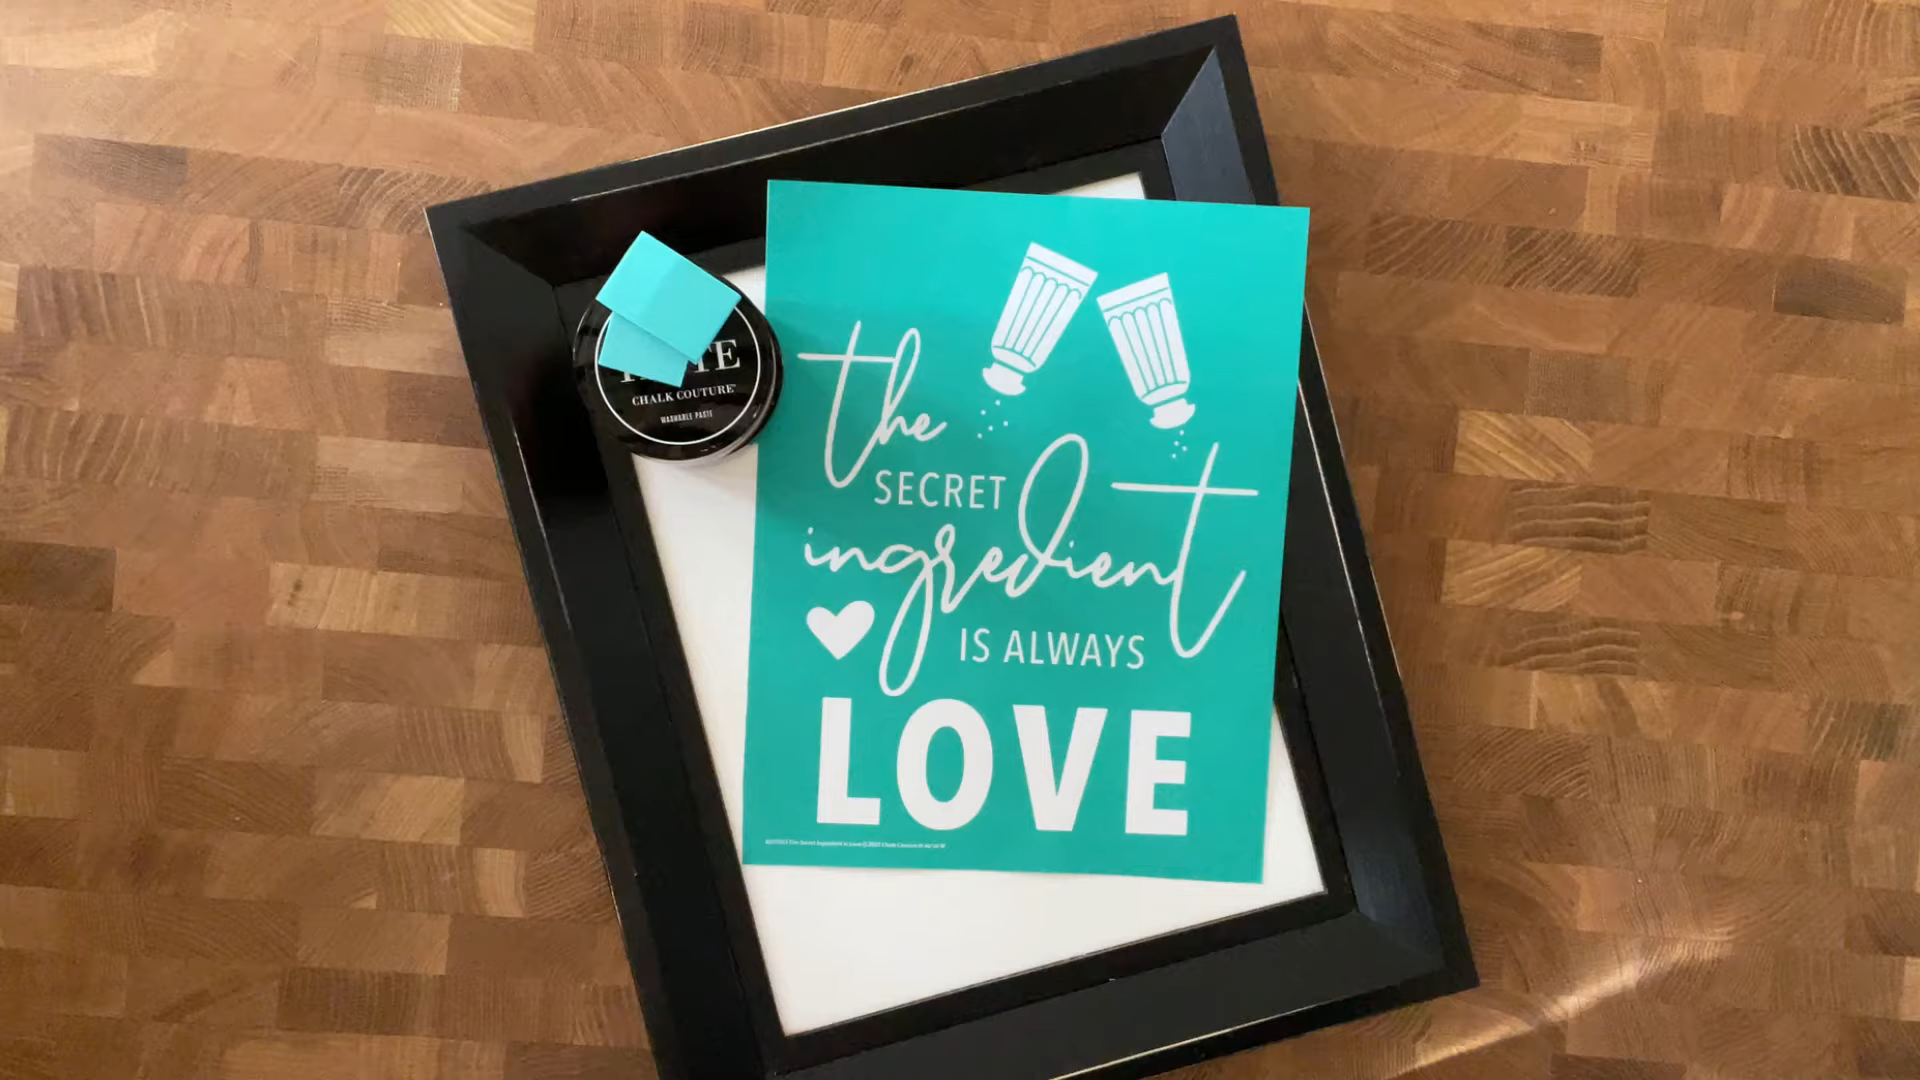 the
SECRET
ingredient
IS ALWAYS
LOVE
CHALK COUTURE
WASHABLE PASTE